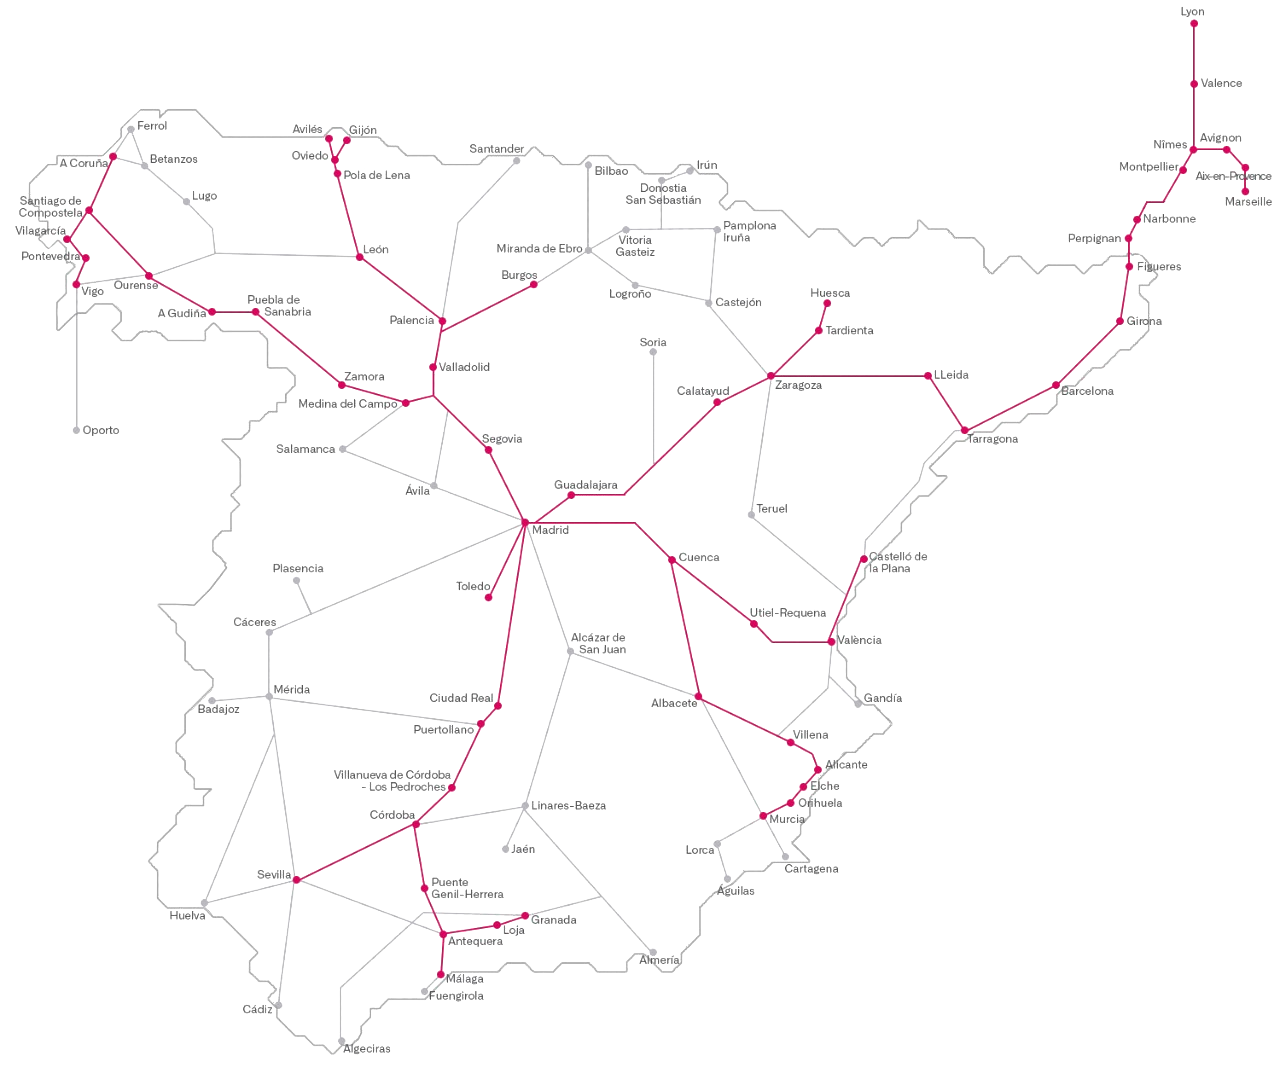 Lyon
Valence
Nîmes
Avignon
Montpellier
Aix-en-Provence
Marseille
Narbonne
Perpignan
Figueres
Girona
Barcelona
Tarragona
LLeida
Ferrol
A Coruña
Betanzos
Lugo
Santiago de
Compostela
Vilagarcía
Pontevedra
Vigo
Ourense
A Gudiña
Puebla de
Sanabria
Oporto
Avilés
Gijón
Oviedo
Pola de Lena
León
Santander
Bilbao
Irún
Donostia
San Sebastián
Vitoria
Gasteiz
Pamplona
Iruña
Miranda de Ebro
Burgos
Logroño
Castejón
Palencia
Valladolid
Zamora
Medina del Campo
Salamanca
Ávila
Segovia
Soria
Huesca
Tardienta
Zaragoza
Calatayud
Guadalajara
Madrid
Teruel
Toledo
Cuenca
Castelló de
la Plana
Utiel-Requena
València
Gandía
Plasencia
Cáceres
Mérida
Badajoz
Alcázar de
San Juan
Ciudad Real
Puertollano
Albacete
Villena
Alicante
Elche
Orihuela
Murcia
Lorca
Cartagena
Águilas
Villanueva de Córdoba
- Los Pedroches
Córdoba
Linares-Baeza
Jaén
Sevilla
Huelva
Puente
Genil-Herrera
Granada
Loja
Antequera
Almería
Málaga
Fuengirola
Cádiz
Algeciras